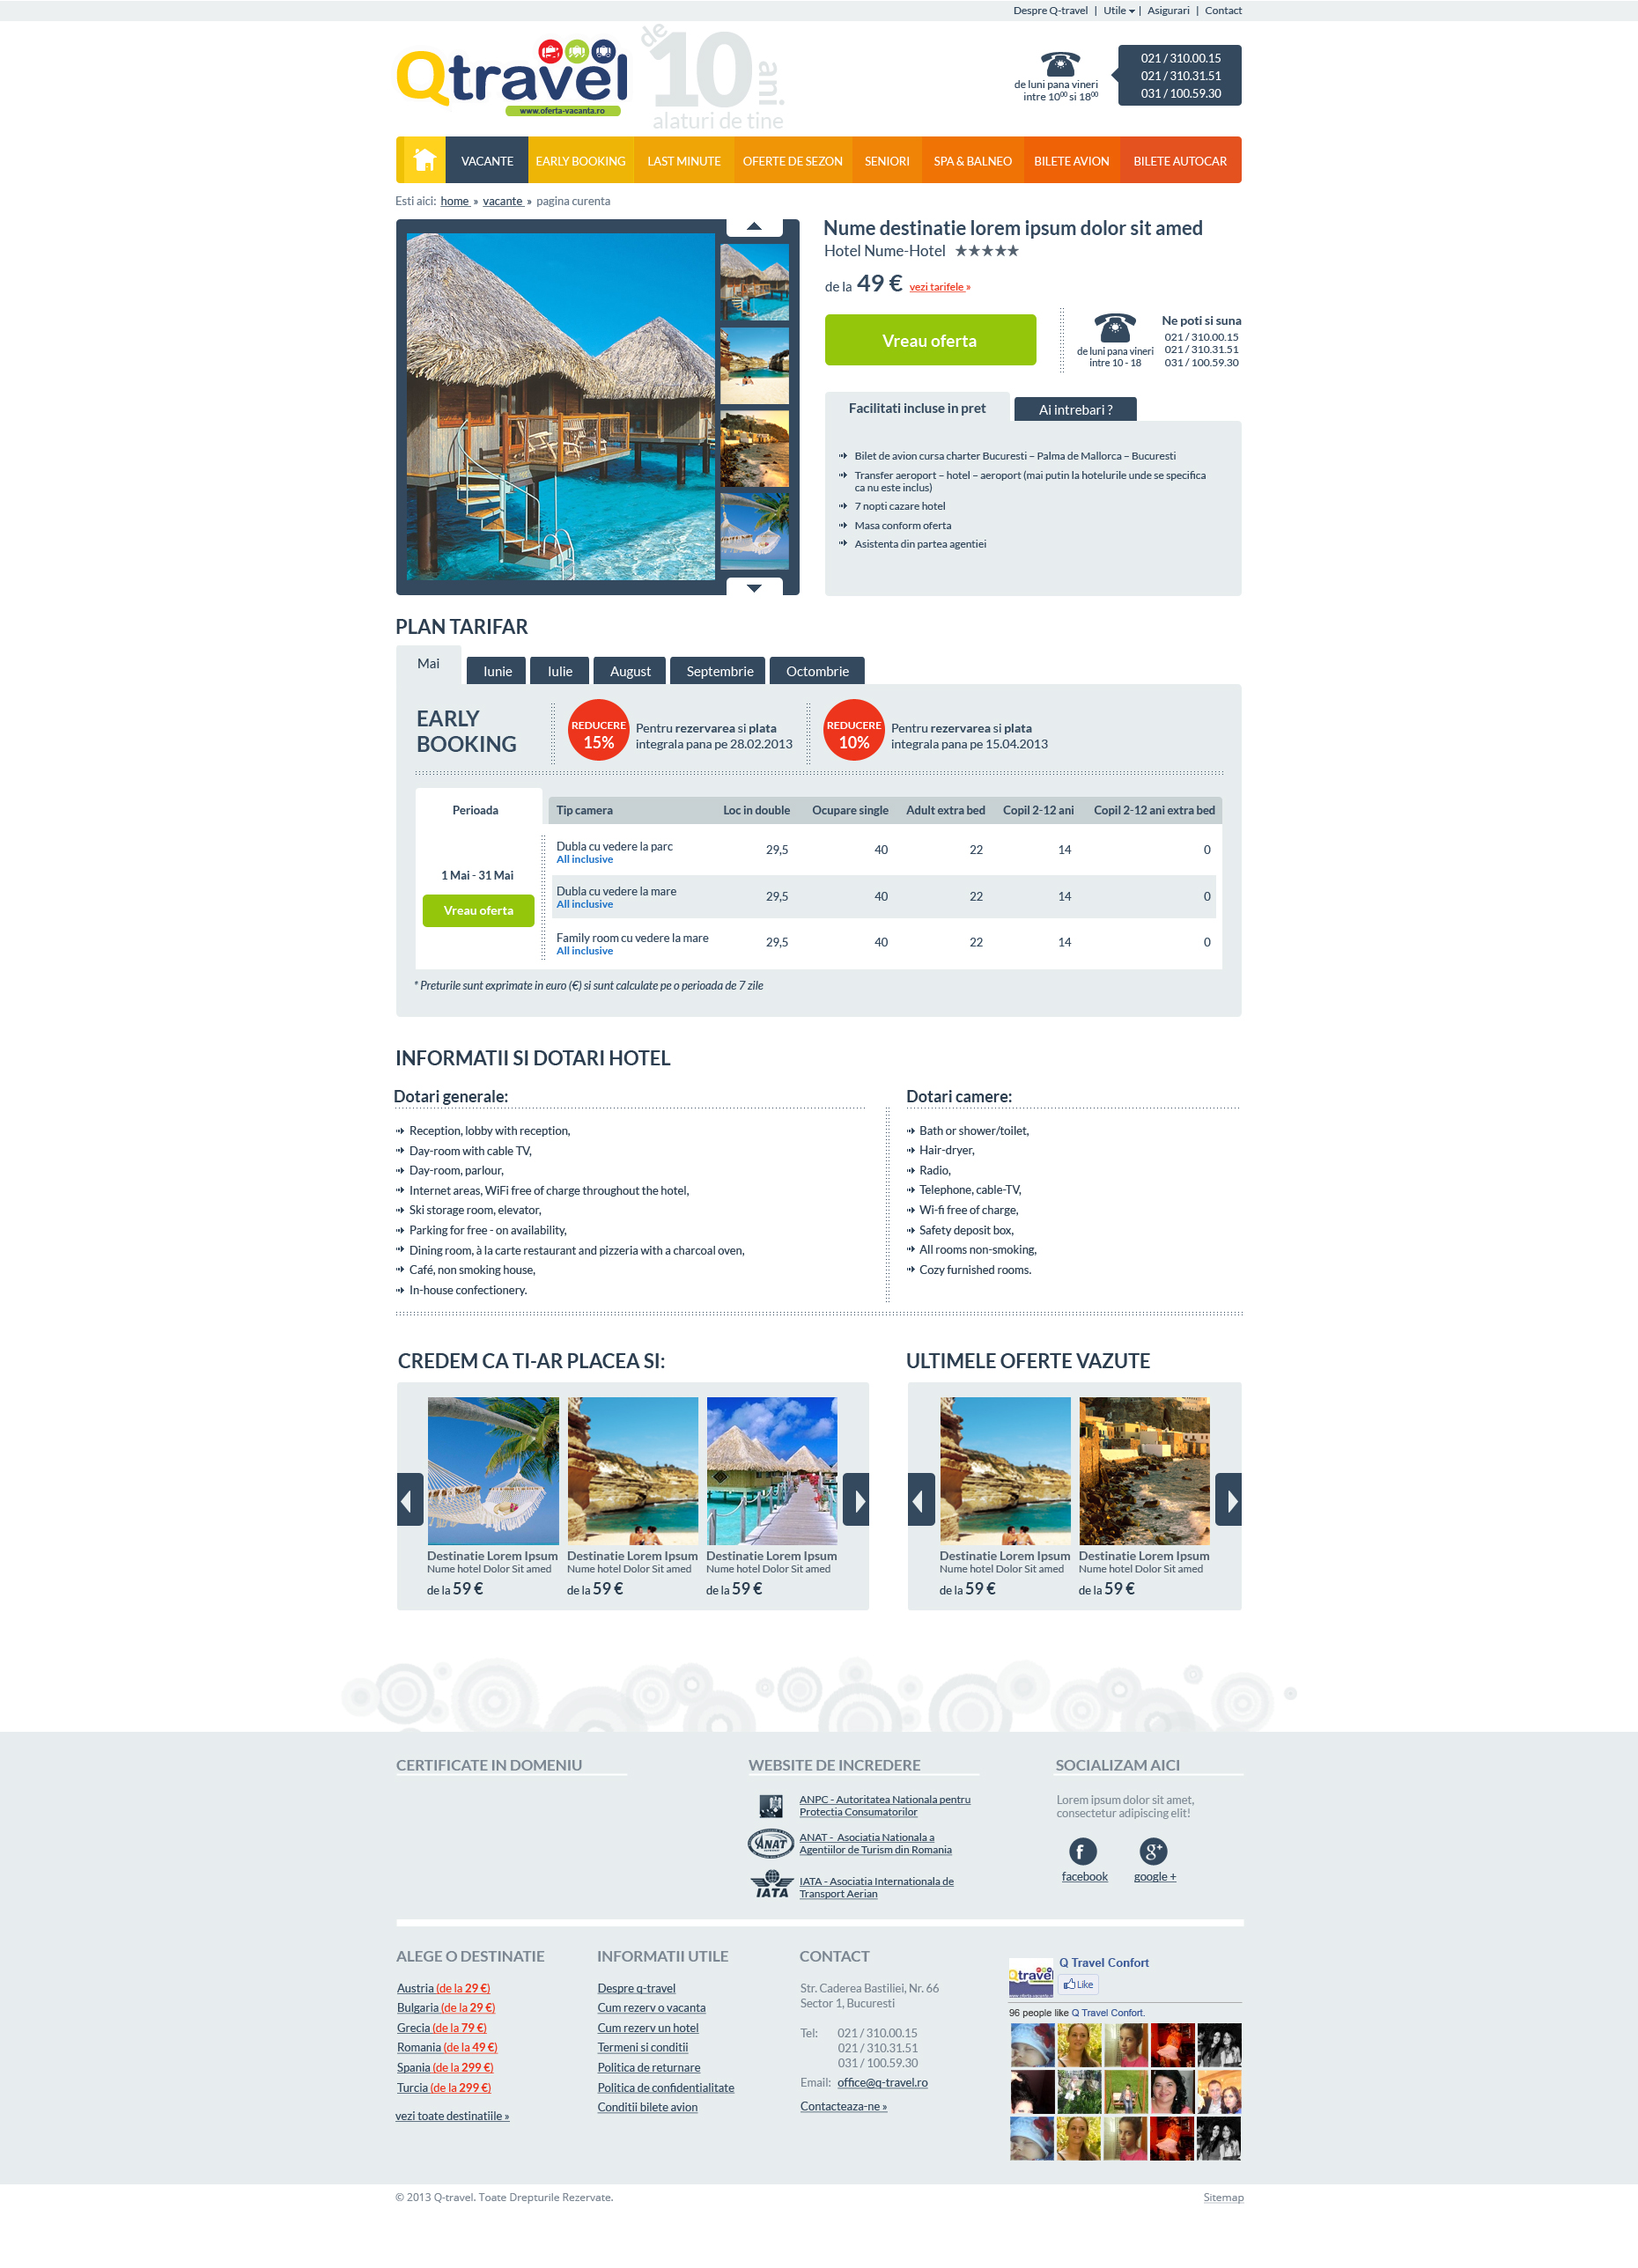 Despre Q-travel | Utile | Asigurari | Contact
Qtravel
www.oferta-vacanta.ro
de 10 ani
alaturi de tine
de luni pana vineri
intre 10⁰⁰ si 18⁰⁰
021 / 310.00.15
021 / 310.31.51
031 / 100.59.30
VACANTE EARLY BOOKING LAST MINUTE OFERTE DE SEZON SENIORI SPA & BALNEO BILETE AVION BILETE AUTOCAR
Esti aici: home » vacante » pagina curenta
Nume destinatie lorem ipsum dolor sit amed
Hotel Nume-Hotel ★★★★★
de la 49 € vezi tarifele »
Vreau oferta
de luni pana vineri
intre 10 - 18
Ne poti si suna
021 / 310.00.15
021 / 310.31.51
031 / 100.59.30
Facilitati incluse in pret Ai intrebari ?
Bilet de avion cursa charter Bucuresti – Palma de Mallorca – Bucuresti
Transfer aeroport – hotel – aeroport (mai putin la hotelurile unde se specifica
ca nu este inclus)
7 nopti cazare hotel
Masa conform oferta
Asistenta din partea agentiei
PLAN TARIFAR
Mai Iunie Iulie August Septembrie Octombrie
EARLY
BOOKING
REDUCERE
15%
Pentru rezervarea si plata
integrala pana pe 28.02.2013
REDUCERE
10%
Pentru rezervarea si plata
integrala pana pe 15.04.2013
Perioada Tip camera Loc in double Ocupare single Adult extra bed Copil 2-12 ani Copil 2-12 ani extra bed
1 Mai - 31 Mai
Vreau oferta
Dubla cu vedere la parc 29,5 40 22 14 0
All inclusive
Dubla cu vedere la mare 29,5 40 22 14 0
All inclusive
Family room cu vedere la mare 29,5 40 22 14 0
All inclusive
* Preturile sunt exprimate in euro (€) si sunt calculate pe o perioada de 7 zile
INFORMATII SI DOTARI HOTEL
Dotari generale:
Reception, lobby with reception,
Day-room with cable TV,
Day-room, parlour,
Internet areas, WiFi free of charge throughout the hotel,
Ski storage room, elevator,
Parking for free - on availability,
Dining room, à la carte restaurant and pizzeria with a charcoal oven,
Café, non smoking house,
In-house confectionery.
Dotari camere:
Bath or shower/toilet,
Hair-dryer,
Radio,
Telephone, cable-TV,
Wi-fi free of charge,
Safety deposit box,
All rooms non-smoking,
Cozy furnished rooms.
CREDEM CA TI-AR PLACEA SI:
Destinatie Lorem Ipsum Destinatie Lorem Ipsum Destinatie Lorem Ipsum
Nume hotel Dolor Sit amed Nume hotel Dolor Sit amed Nume hotel Dolor Sit amed
de la 59 € de la 59 € de la 59 €
ULTIMELE OFERTE VAZUTE
Destinatie Lorem Ipsum Destinatie Lorem Ipsum
Nume hotel Dolor Sit amed Nume hotel Dolor Sit amed
de la 59 € de la 59 €
CERTIFICATE IN DOMENIU
WEBSITE DE INCREDERE
ANPC - Autoritatea Nationala pentru
Protectia Consumatorilor
ANAT
ANAT - Asociatia Nationala a
Agentiilor de Turism din Romania
IATA
IATA - Asociatia Internationala de
Transport Aerian
SOCIALIZAM AICI
Lorem ipsum dolor sit amet,
consectetur adipiscing elit!
facebook google +
ALEGE O DESTINATIE
Austria (de la 29 €)
Bulgaria (de la 29 €)
Grecia (de la 79 €)
Romania (de la 49 €)
Spania (de la 299 €)
Turcia (de la 299 €)
vezi toate destinatiile »
INFORMATII UTILE
Despre q-travel
Cum rezerv o vacanta
Cum rezerv un hotel
Termeni si conditii
Politica de returnare
Politica de confidentialitate
Conditii bilete avion
CONTACT
Str. Caderea Bastiliei, Nr. 66
Sector 1, Bucuresti
Tel: 021 / 310.00.15
021 / 310.31.51
031 / 100.59.30
Email: office@q-travel.ro
Contacteaza-ne »
Qtravel
Q Travel Confort
Like
96 people like Q Travel Confort.
© 2013 Q-travel. Toate Drepturile Rezervate.
Sitemap